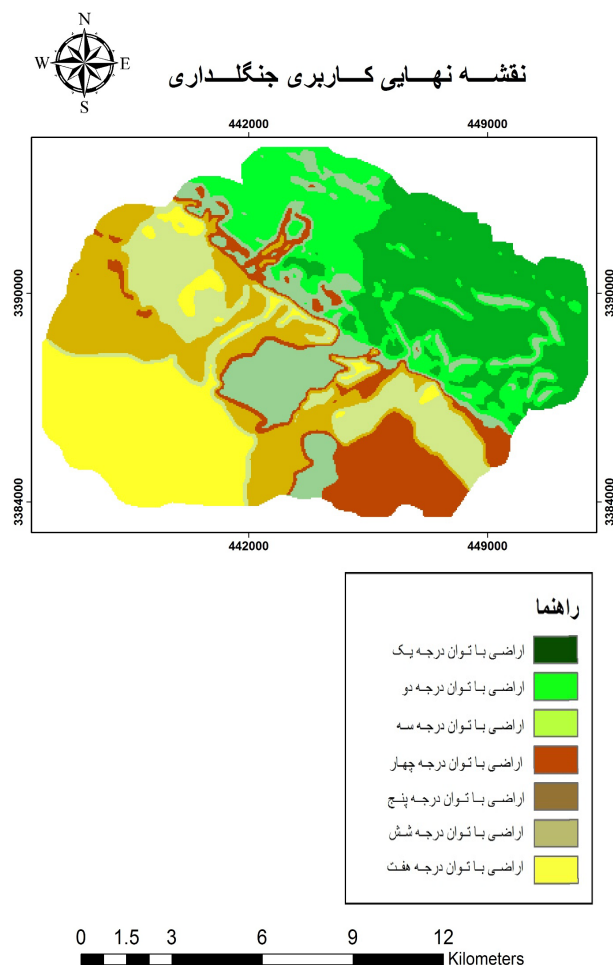 N
W E
S
نقشه نهایی کاربری جنگلداری
442000 449000
3390000 3390000
3384000 3384000
442000 449000
راهنما
اراضی با توان درجه یک
اراضی با توان درجه دو
اراضی با توان درجه سه
اراضی با توان درجه چهار
اراضی با توان درجه پنج
اراضی با توان درجه شش
اراضی با توان درجه هفت
0 1.5 3 6 9 12
Kilometers